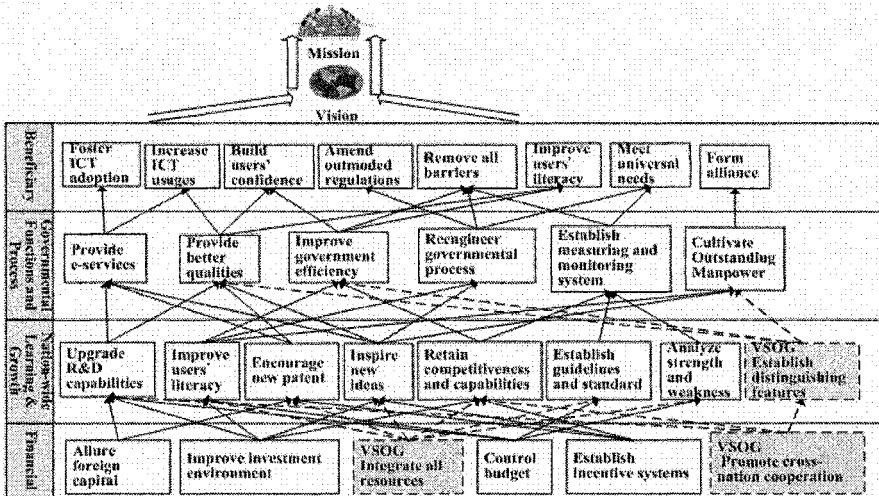 Mission
Vision
Beneficiary
Foster
ICT
adoption
Increase
ICT
usages
Build
users'
confidence
Amend
outmoded
regulations
Remove all
barriers
Improve
users'
literacy
Meet
universal
needs
Form
alliance
Governmental
Functions and
Process
Provide
e-services
Provide
better
qualities
Improve
government
efficiency
Reengineer
governmental
process
Establish
measuring and
monitoring
system
Cultivate
Outstanding
Manpower
Nation-wide
Learning &
Growth
Upgrade
R&D
capabilities
Improve
users'
literacy
Encourage
new patent
Inspire
new
ideas
Retain
competitiveness
and capabilities
Establish
guidelines
and standard
Analyze
strength
and
weakness
VSOG
Establish
distinguishing
features
Financial
Allure
foreign
capital
Improve investment
environment
VSOG
Integrate all
resources
Control
budget
Establish
Incentive systems
VSOG
Promote cross-
nation cooperation